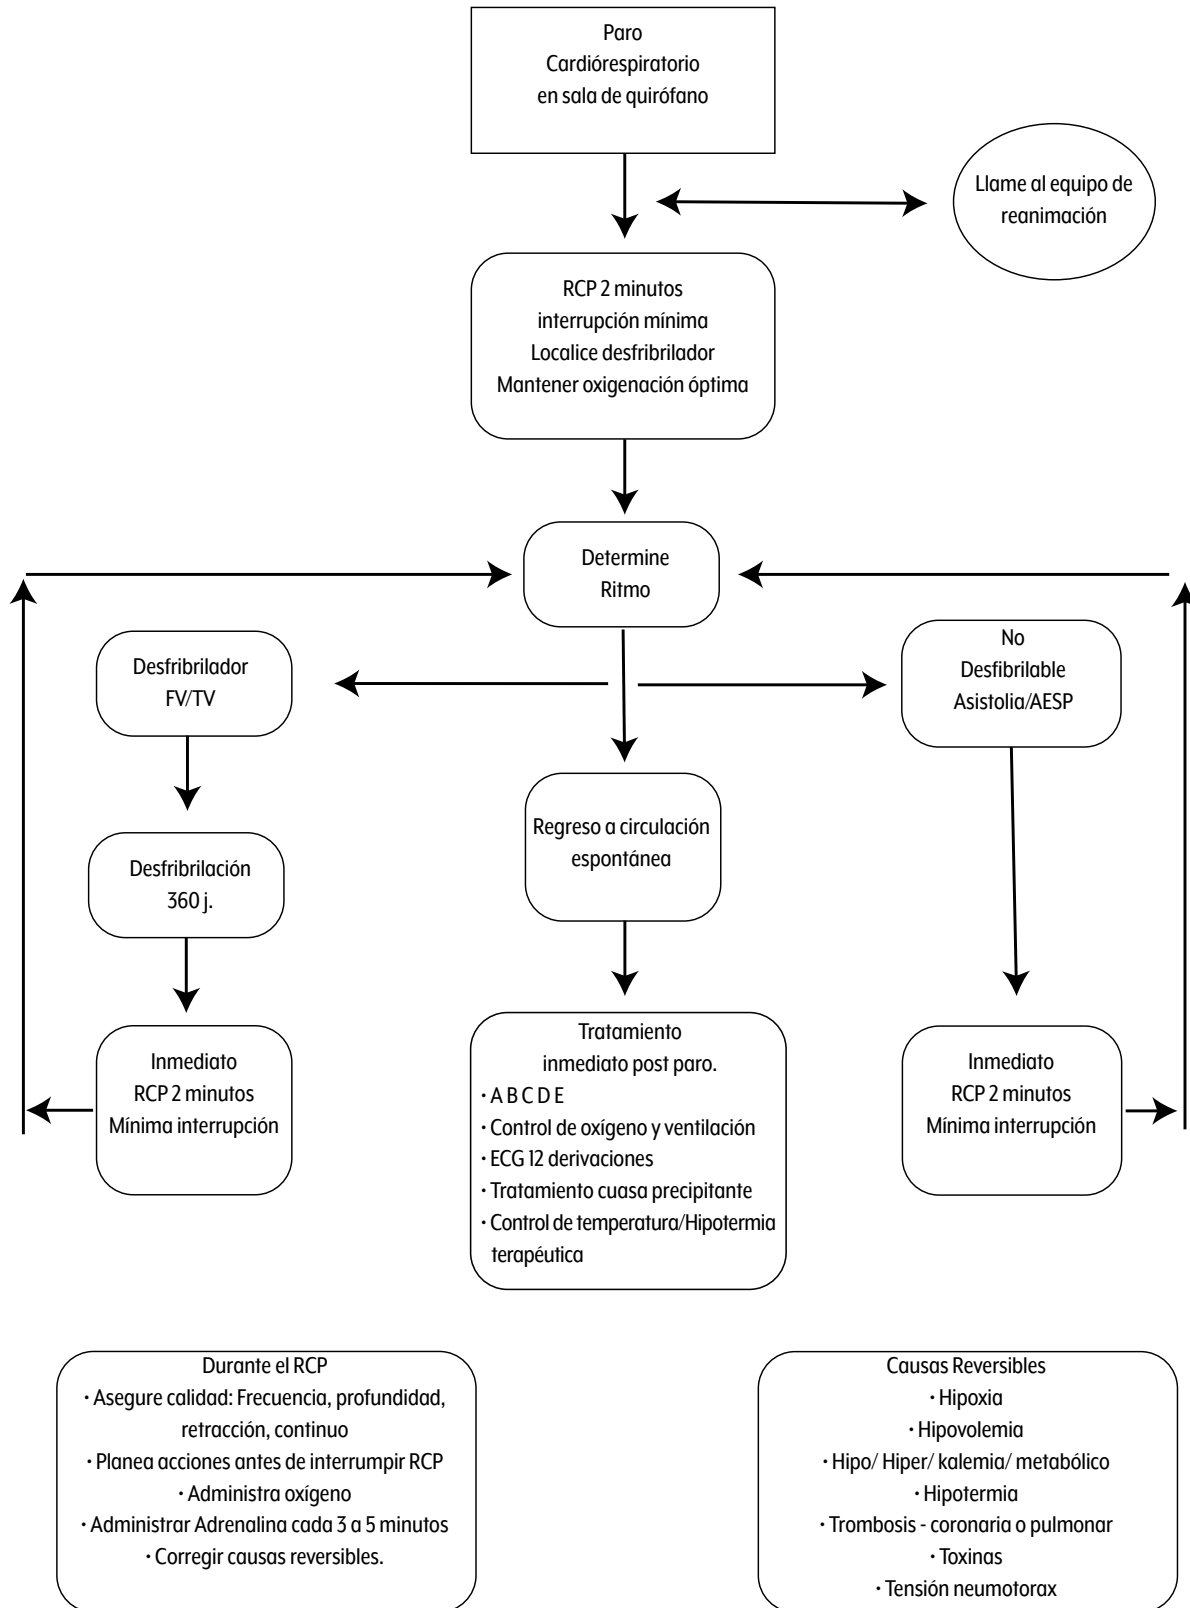 Paro
Cardiórespiratorio
en sala de quirófano
Llame al equipo de
reanimación
RCP 2 minutos
interrupción mínima
Localice desfribrilador
Mantener oxigenación óptima
Determine
Ritmo
Desfribrilador
FV/TV
No
Desfibrilable
Asistolia/AESP
Desfribrilación
360 j.
Regreso a circulación
espontánea
Inmediato
RCP 2 minutos
Mínima interrupción
Tratamiento
inmediato post paro.
· A B C D E
· Control de oxígeno y ventilación
· ECG 12 derivaciones
· Tratamiento cuasa precipitante
· Control de temperatura/Hipotermia
terapéutica
Inmediato
RCP 2 minutos
Mínima interrupción
Durante el RCP
· Asegure calidad: Frecuencia, profundidad,
retracción, continuo
· Planea acciones antes de interrumpir RCP
· Administra oxígeno
· Administrar Adrenalina cada 3 a 5 minutos
· Corregir causas reversibles.
Causas Reversibles
· Hipoxia
· Hipovolemia
· Hipo/ Hiper/ kalemia/ metabólico
· Hipotermia
· Trombosis - coronaria o pulmonar
· Toxinas
· Tensión neumotorax